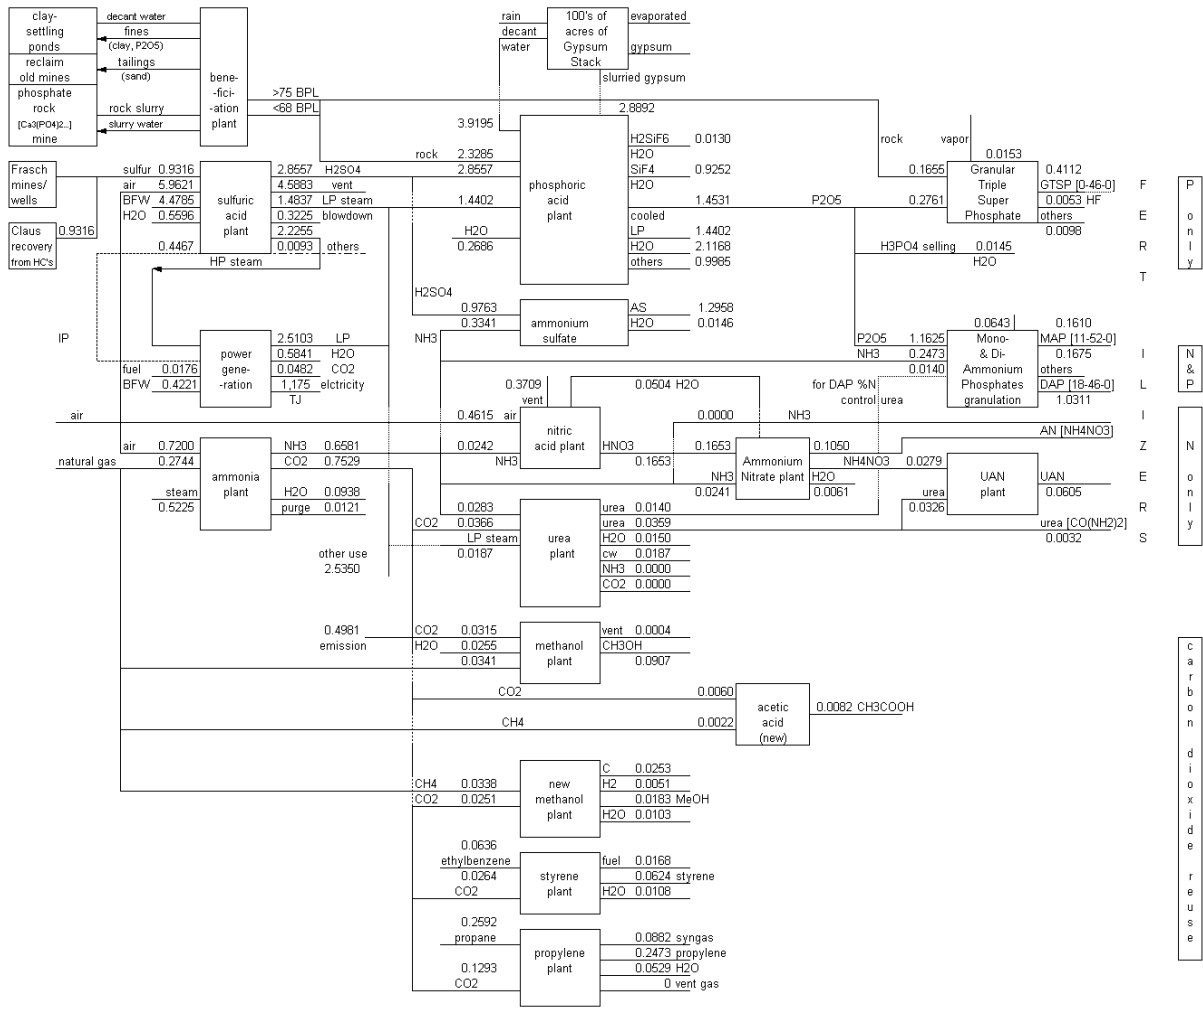 clay-
settling
ponds
reclaim
old mines
phosphate
rock
[Ca3(PO4)2...]
mine
decant water
fines
(clay, P2O5)
tailings
(sand)
rock slurry
slurry water
bene-
-fici-
-ation
plant
>75 BPL
<68 BPL
rain
decant
water
100's of
acres of
Gypsum
Stack
evaporated
gypsum
slurried gypsum
2.8892
3.9195
rock 2.3285
2.8557
1.4402
H2O
0.2686
phosphoric
acid
plant
H2SiF6 0.0130
H2O
SiF4 0.9252
H2O
1.4531 P2O5
cooled
LP 1.4402
H2O 2.1168
others 0.9985
rock
vapor
0.0153
0.1655
0.2761
Granular
Triple
Super
Phosphate
0.4112
GTSP [0-46-0]
0.0053 HF
others
0.0098
H3PO4 selling 0.0145
H2O
Frasch
mines/
wells
Claus
recovery
from HC's
0.9316
sulfur 0.9316
air 5.9621
BFW 4.4785
H2O 0.5596
0.4467
sulfuric
acid
plant
2.8557 H2SO4
4.5883 vent
1.4837 LP steam
0.3225 blowdown
2.2255
0.0093 others
HP steam
H2SO4
0.9763
0.3341
NH3
ammonium
sulfate
AS 1.2958
H2O 0.0146
IP
fuel 0.0176
BFW 0.4221
power
gene-
-ration
2.5103 LP
0.5841 H2O
0.0482 CO2
1,175 elctricity
TJ
P2O5 1.1625
NH3 0.2473
0.0140
for DAP %N
control urea
0.0643
Mono-
& Di-
Ammonium
Phosphates
granulation
0.1610
MAP [11-52-0]
0.1675
others
DAP [18-46-0]
1.0311
air
0.3709
vent
0.0504 H2O
0.4615 air
0.0242
NH3
nitric
acid plant
HNO3 0.1653
0.1653
0.0000 NH3
AN [NH4NO3]
NH3
0.0241
Ammonium
Nitrate plant
0.1050
NH4NO3 0.0279
H2O
0.0061
urea
0.0326
UAN
plant
UAN
0.0605
air 0.7200
natural gas 0.2744
steam
0.5225
ammonia
plant
NH3 0.6581
CO2 0.7529
H2O 0.0938
purge 0.0121
0.0283
CO2 0.0366
LP steam
0.0187
urea
plant
urea 0.0140
urea 0.0359
H2O 0.0150
cw 0.0187
NH3 0.0000
CO2 0.0000
urea [CO(NH2)2]
0.0032
other use
2.5350
0.4981
emission
CO2 0.0315
H2O 0.0255
0.0341
methanol
plant
vent 0.0004
CH3OH
0.0907
CO2 0.0060
CH4 0.0022
acetic
acid
(new)
0.0082 CH3COOH
CH4 0.0338
CO2 0.0251
new
methanol
plant
C 0.0253
H2 0.0051
0.0183 MeOH
H2O 0.0103
0.0636
ethylbenzene
0.0264
CO2
styrene
plant
fuel 0.0168
0.0624 styrene
H2O 0.0108
0.2592
propane
0.1293
CO2
propylene
plant
0.0882 syngas
0.2473 propylene
0.0529 H2O
0 vent gas
FERTILIZERS
P only
N&P
N only
carbon dioxide reuse